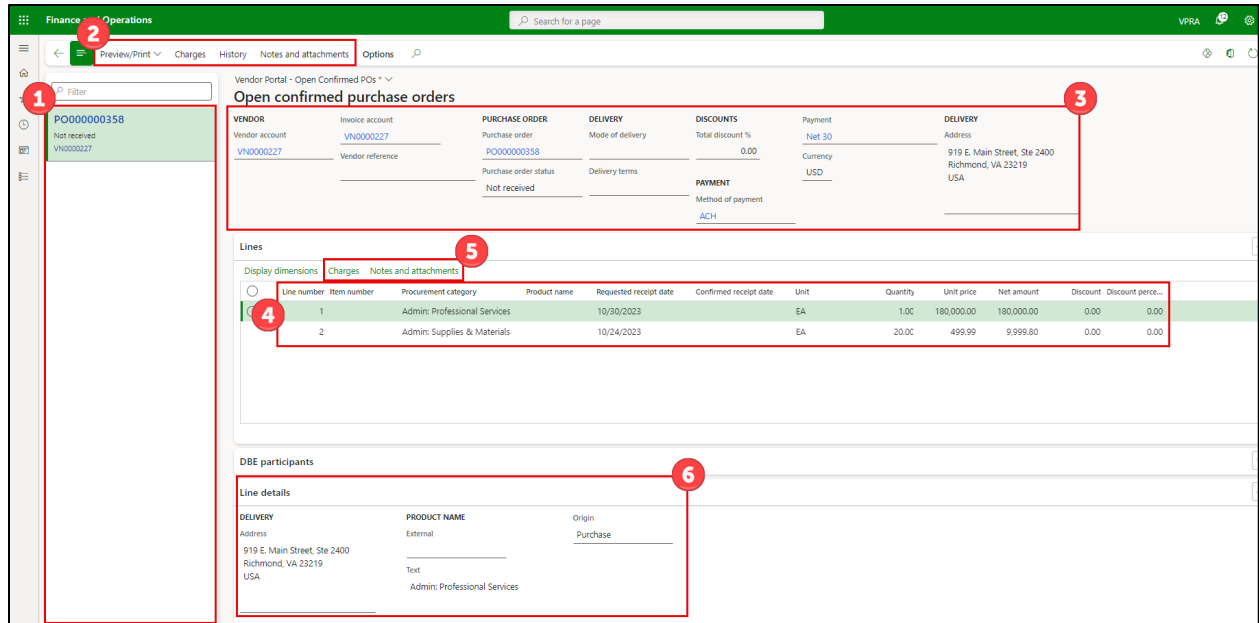 Finance and Operations
Search for a page
VPRA
12
2
Preview/Print
Charges
History
Notes and attachments
Options
1
Filter
PO000000358
Not received
VN0000227
Vendor Portal - Open Confirmed POs *
Open confirmed purchase orders
3
VENDOR
Vendor account
VN0000227
Invoice account
VN0000227
Vendor reference
PURCHASE ORDER
Purchase order
PO000000358
Purchase order status
Not received
DELIVERY
Mode of delivery
Delivery terms
DISCOUNTS
Total discount %
0.00
PAYMENT
Method of payment
ACH
Payment
Net 30
Currency
USD
DELIVERY
Address
919 E. Main Street, Ste 2400
Richmond, VA 23219
USA
Lines
5
Display dimensions
Charges
Notes and attachments
4
Line number Item number Procurement category Product name Requested receipt date Confirmed receipt date Unit Quantity Unit price Net amount Discount Discount perce...
1 Admin: Professional Services 10/30/2023 EA 1.00 180,000.00 180,000.00 0.00 0.00
2 Admin: Supplies & Materials 10/24/2023 EA 20.00 499.99 9,999.80 0.00 0.00
DBE participants
6
Line details
DELIVERY
Address
919 E. Main Street, Ste 2400
Richmond, VA 23219
USA
PRODUCT NAME
External
Text
Admin: Professional Services
Origin
Purchase